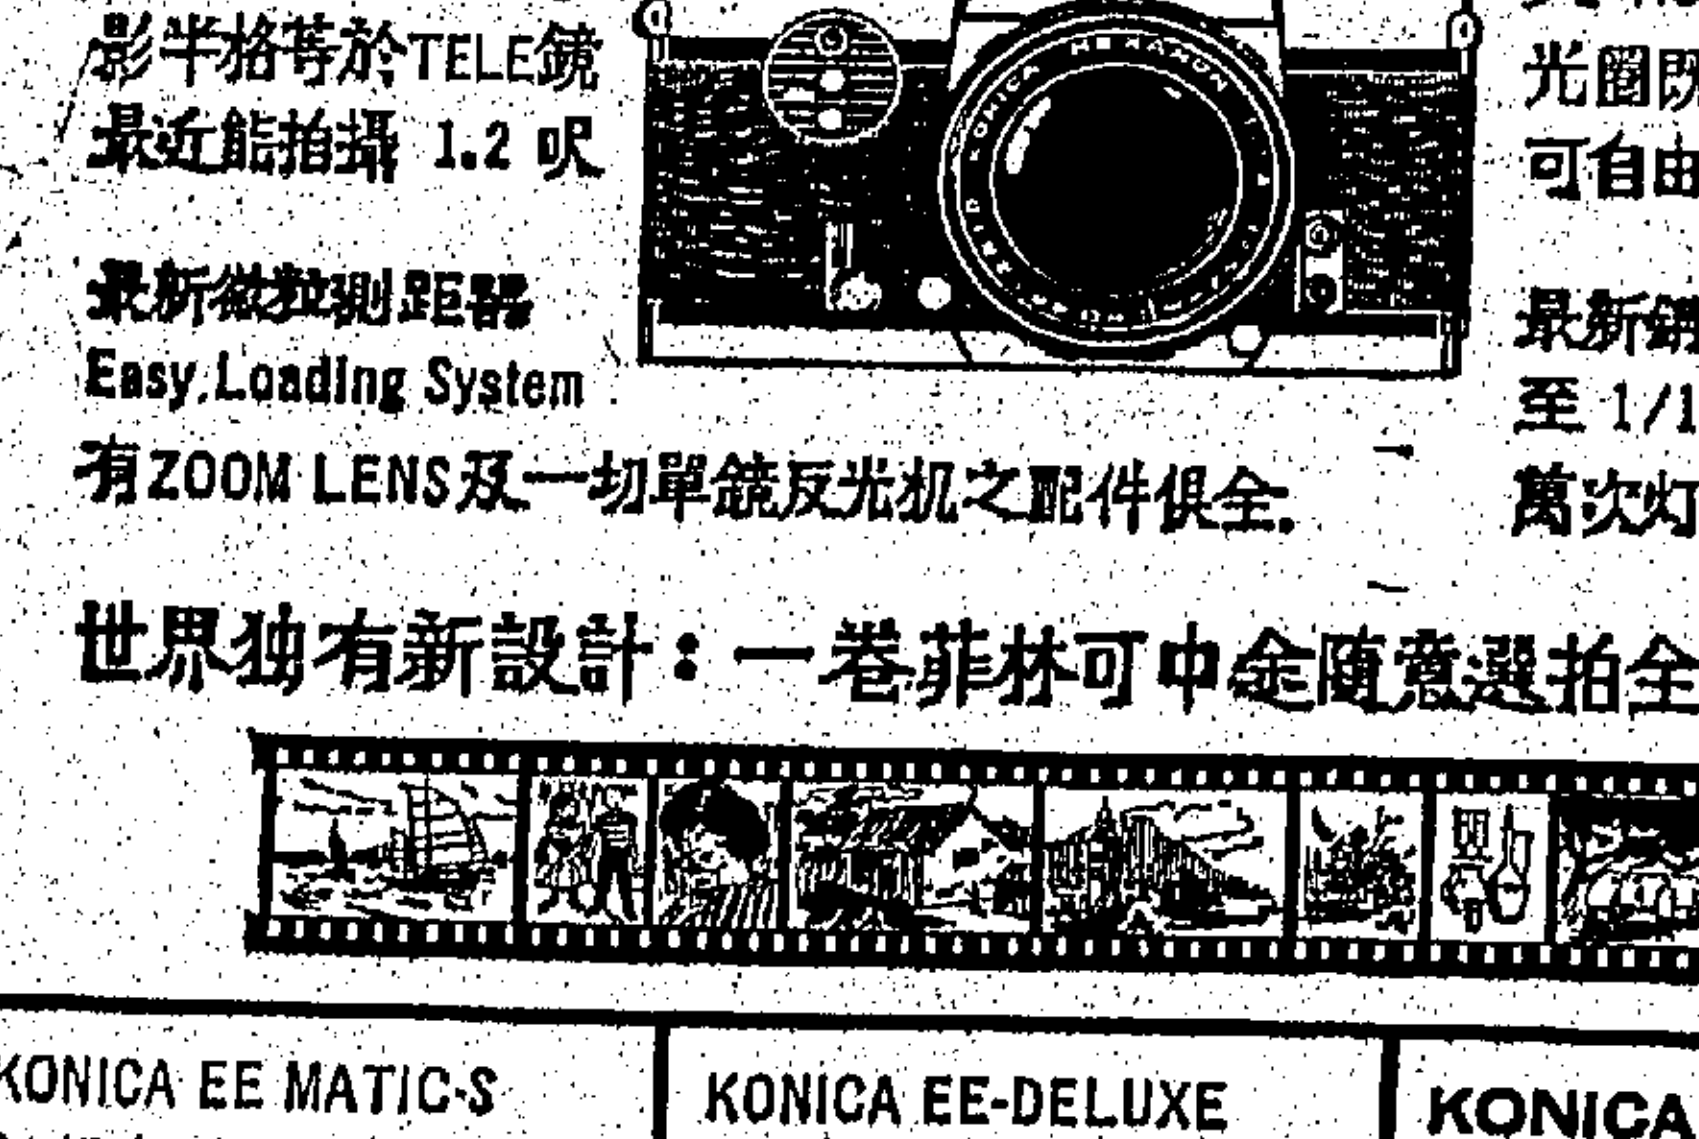 影半格等於TELE鏡
最近能拍攝 1.2 呎
最新微粒測距器
Easy Loading System
有ZOOM LENS及一切單鏡反光机之配件俱全.
光圈既
可自由
最新銷
至 1/1
萬次灯
世界独有新設計：一卷菲林可中途随意選拍全
KONICA EE MATIC-S
KONICA EE-DELUXE
KONICA